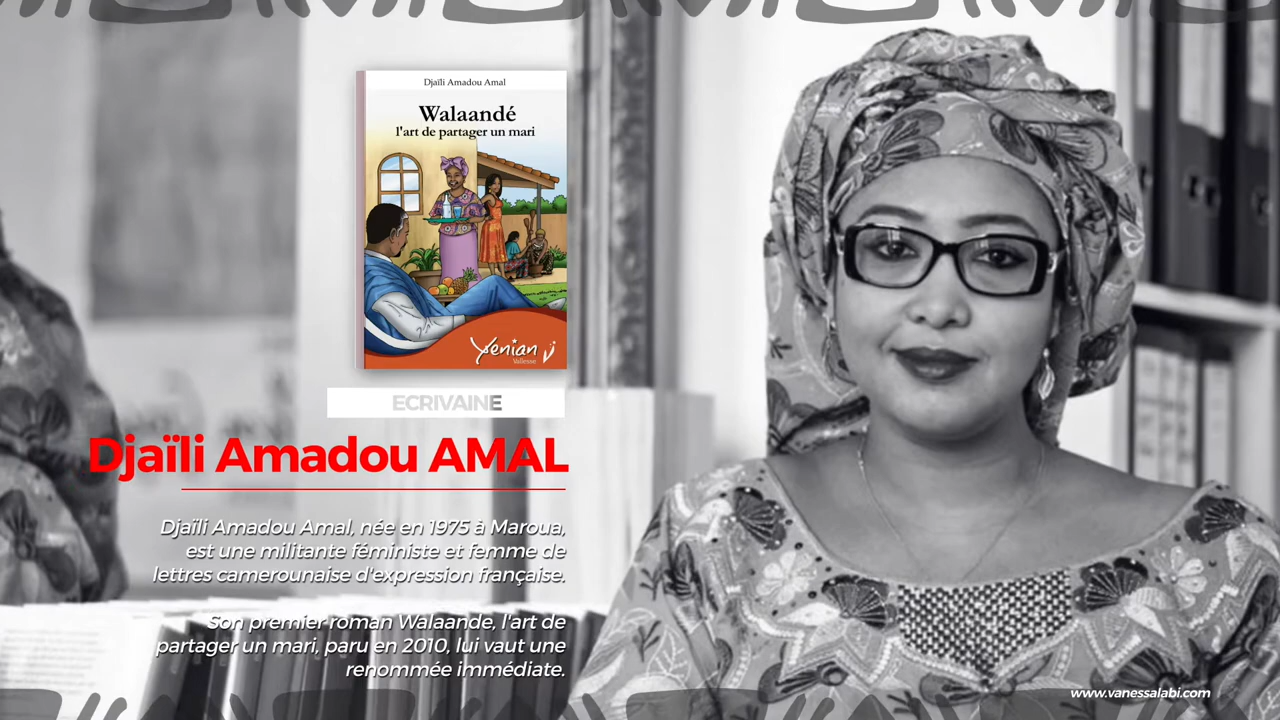 Djaïli Amadou Amal
Walaandé
l'art de partager un mari
Yenian
Vallesse
ECRIVAINE
Djaïli Amadou AMAL
Djaïli Amadou Amal, née en 1975 à Maroua,
est une militante féministe et femme de
lettres camerounaise d'expression française.
Son premier roman Walaande, l'art de
partager un mari, paru en 2010, lui vaut une
renommée immédiate.
www.vanessalabi.com